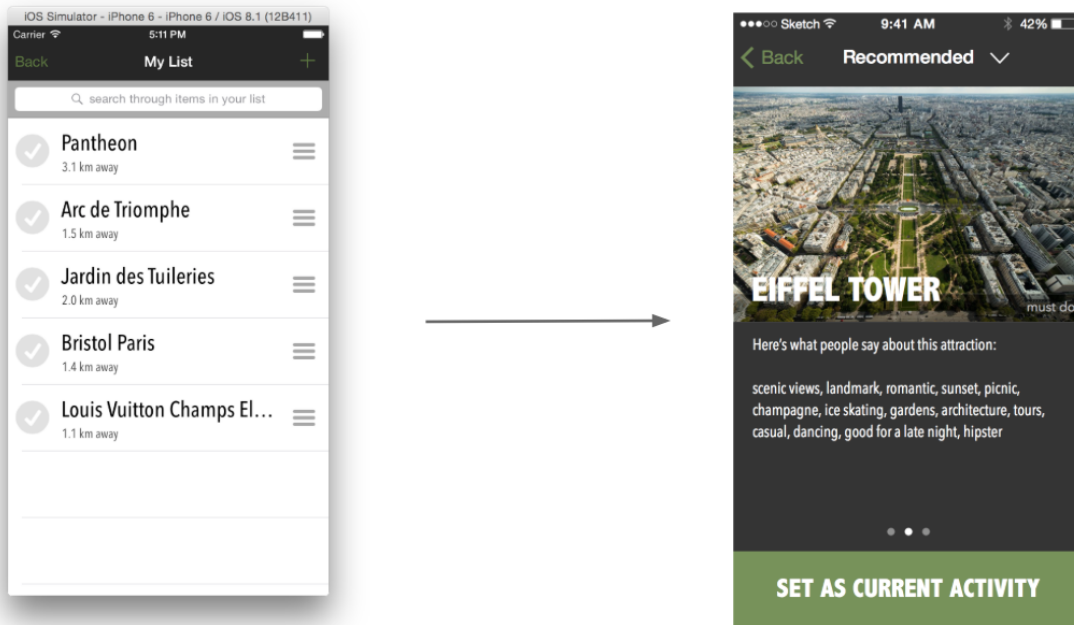 iOS Simulator - iPhone 6 - iPhone 6 / iOS 8.1 (12B411)
Carrier 5:11 PM
Back My List +
search through items in your list
Pantheon
3.1 km away
Arc de Triomphe
1.5 km away
Jardin des Tuileries
2.0 km away
Bristol Paris
1.4 km away
Louis Vuitton Champs El...
1.1 km away
Sketch 9:41 AM 42%
Back Recommended
EIFFEL TOWER
must do
Here's what people say about this attraction:
scenic views, landmark, romantic, sunset, picnic,
champagne, ice skating, gardens, architecture, tours,
casual, dancing, good for a late night, hipster
SET AS CURRENT ACTIVITY